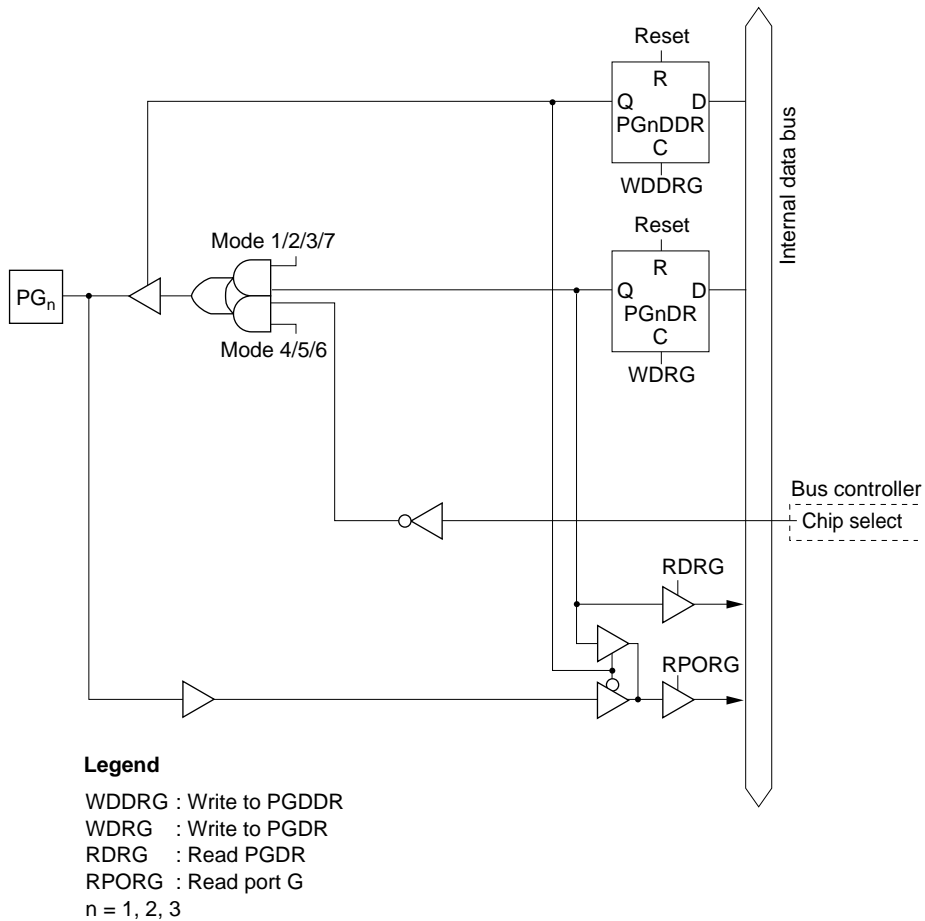 Reset
R
Q D
PGnDDR
C
WDDRG
Internal data bus
Reset
R
Q D
PGnDR
C
WDRG
Mode 1/2/3/7
PGn
Mode 4/5/6
Bus controller
Chip select
RDRG
RPORG
Legend
WDDRG : Write to PGDDR
WDRG : Write to PGDR
RDRG : Read PGDR
RPORG : Read port G
n = 1, 2, 3